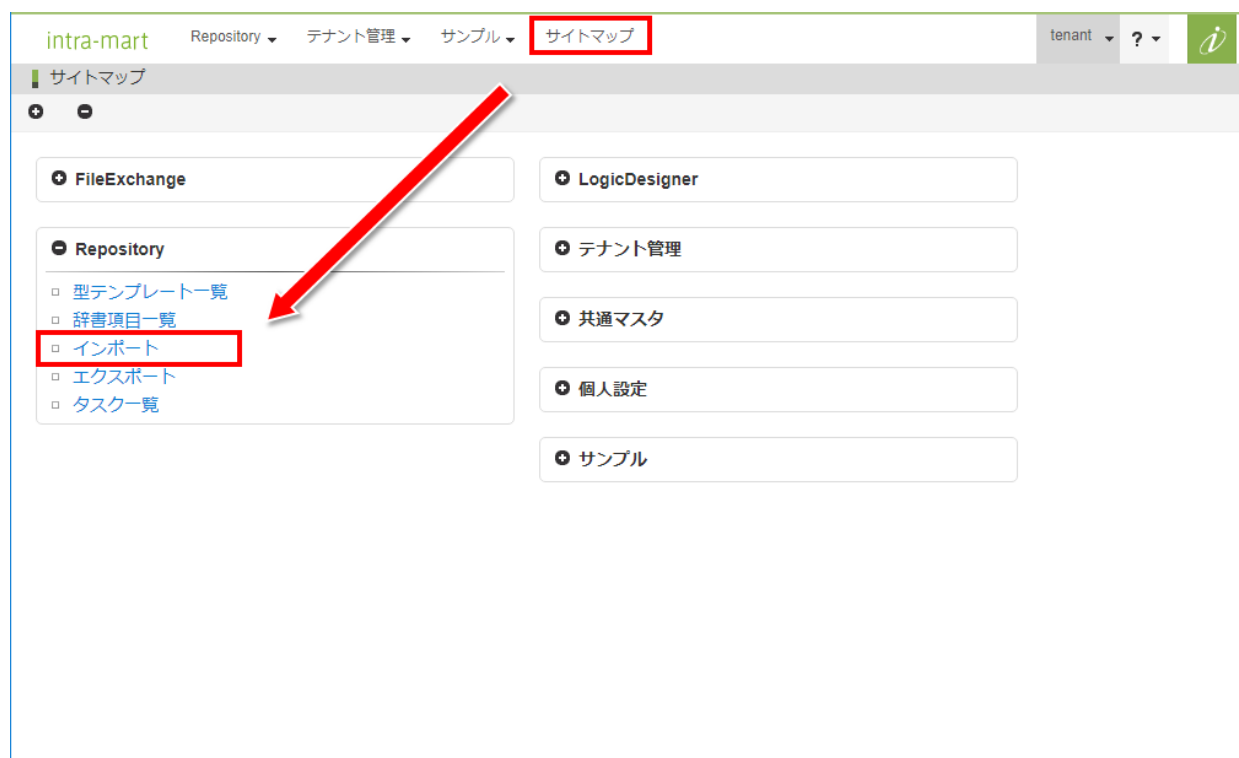 intra-mart Repository テナント管理 サンプル サイトマップ tenant ?
サイトマップ
FileExchange
Repository
型テンプレート一覧
辞書項目一覧
インポート
エクスポート
タスク一覧
LogicDesigner
テナント管理
共通マスタ
個人設定
サンプル